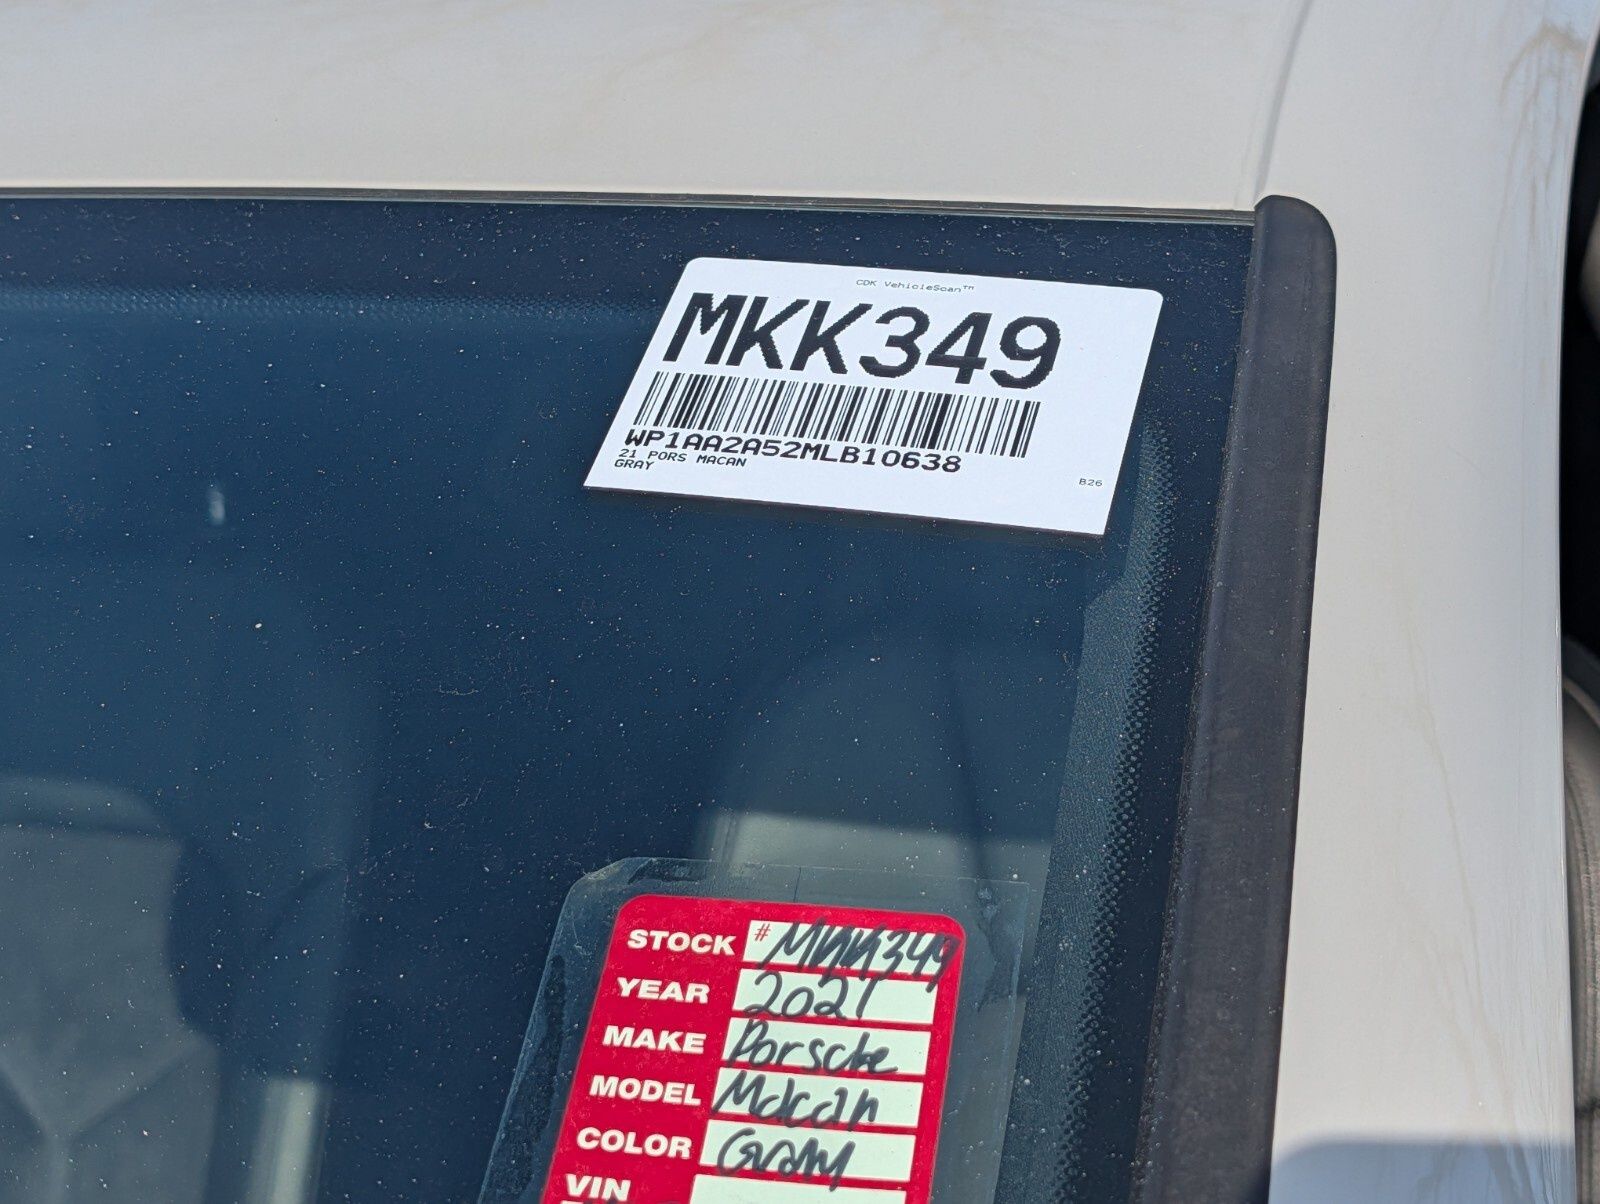 CDK VehicleScan™
MKK349
WP1AA2A52MLB10638
21 PORS MACAN
GRAY
B26
STOCK # MKK349
YEAR 2021
MAKE Porsche
MODEL Macan
COLOR Gray
VIN